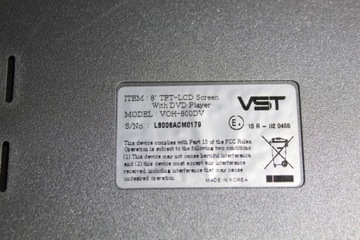 ITEM : 8' TFT-LCD Screen
With DVD Player
MODEL : VOH-800DV
S/No. : L8006ACM0179
VST
E
10 R - 02 0455
This device complies with Part 15 of the FCC Rules
Operation is subject to the following two conditions
(1) This device may not cause harmful interference,
and (2) this device must accept any interference
received, including interference that may cause
undesired operation.
MADE IN KOREA